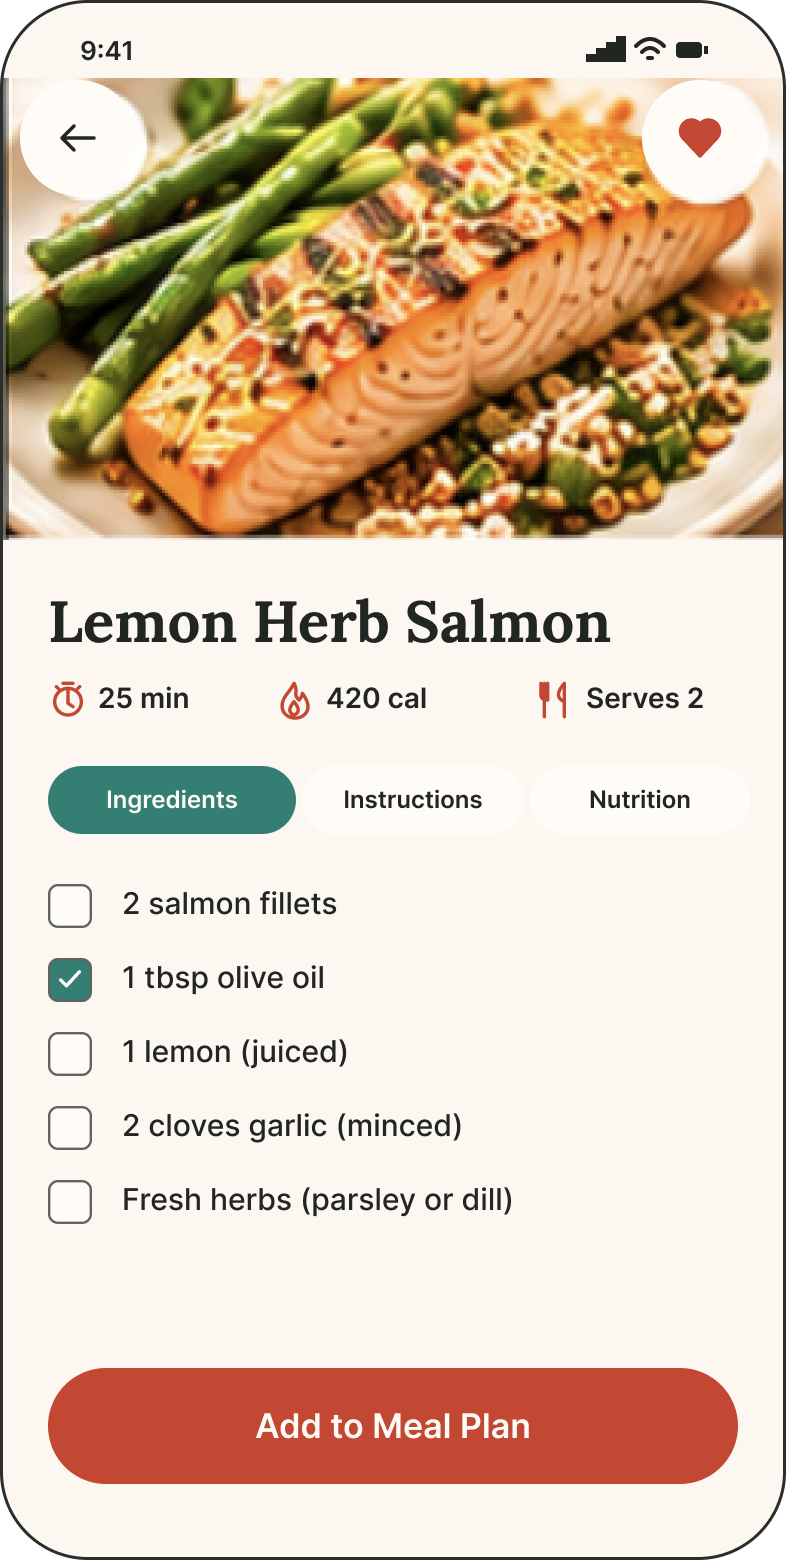 9:41
Lemon Herb Salmon
25 min 420 cal Serves 2
Ingredients Instructions Nutrition
2 salmon fillets
1 tbsp olive oil
1 lemon (juiced)
2 cloves garlic (minced)
Fresh herbs (parsley or dill)
Add to Meal Plan